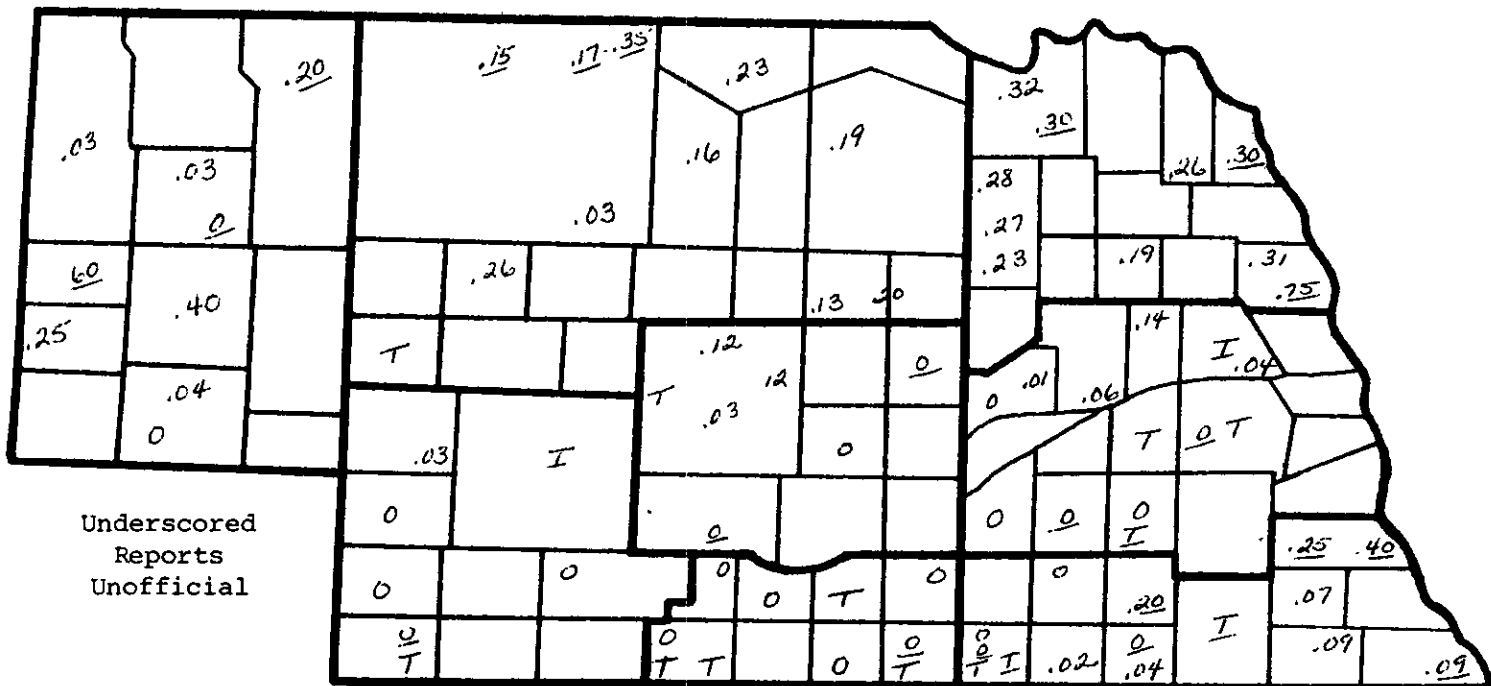 .15 .17-.35
.20 .23
.32
.30
.03 .03 .16 .19
.26 .30
.28
0 .03 .27
.23 .19 .31
.75
60 .40 .26 .13 20
.25
T .12 0 .14 I .04
T 12 .03 0 .01 .06
.04
0
.03 I 0 T 0 T
0 0 0 0 0
I
Underscored
Reports
Unofficial
.25 .40
0 0 0 0 T 0 0 .20 I .07
0
T
0
T T 0
0
T
0
0
T I .02
0
.04 .09 .09